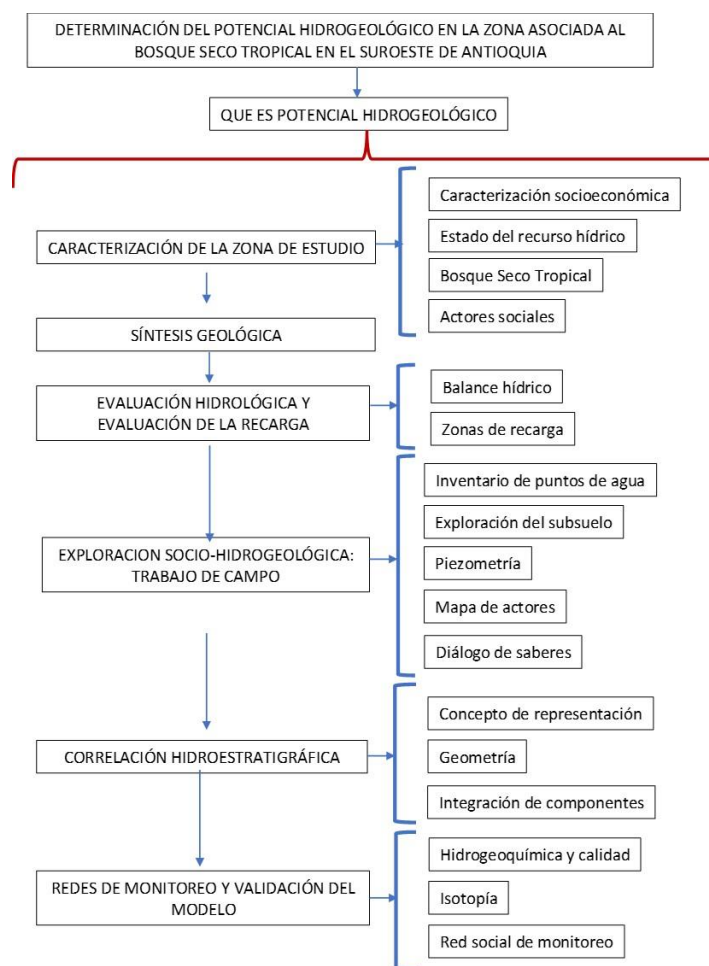 DETERMINACIÓN DEL POTENCIAL HIDROGEOLÓGICO EN LA ZONA ASOCIADA AL
BOSQUE SECO TROPICAL EN EL SUROESTE DE ANTIOQUIA
QUE ES POTENCIAL HIDROGEOLÓGICO
CARACTERIZACIÓN DE LA ZONA DE ESTUDIO
Caracterización socioeconómica
Estado del recurso hídrico
Bosque Seco Tropical
Actores sociales
SÍNTESIS GEOLÓGICA
EVALUACIÓN HIDROLÓGICA Y
EVALUACIÓN DE LA RECARGA
Balance hídrico
Zonas de recarga
EXPLORACION SOCIO-HIDROGEOLÓGICA:
TRABAJO DE CAMPO
Inventario de puntos de agua
Exploración del subsuelo
Piezometría
Mapa de actores
Diálogo de saberes
CORRELACIÓN HIDROESTRATIGRÁFICA
Concepto de representación
Geometría
Integración de componentes
REDES DE MONITOREO Y VALIDACIÓN DEL
MODELO
Hidrogeoquímica y calidad
Isotopía
Red social de monitoreo